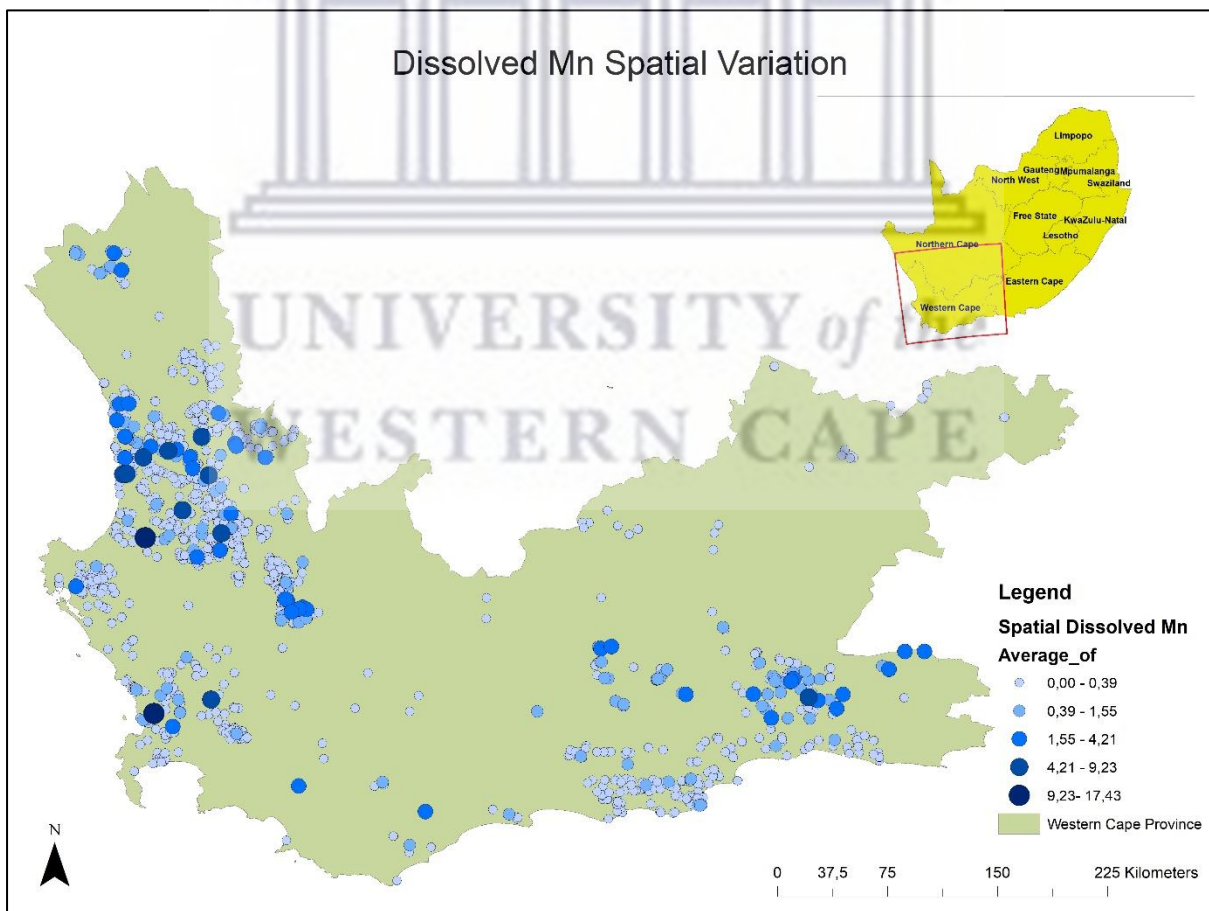 Dissolved Mn Spatial Variation
Limpopo
Gauteng
Mpumalanga
North West
Swaziland
Free State
KwaZulu-Natal
Lesotho
Northern Cape
Eastern Cape
Western Cape
UNIVERSITY of the
WESTERN CAPE
Legend
Spatial Dissolved Mn
Average_of
0,00 - 0,39
0,39 - 1,55
1,55 - 4,21
4,21 - 9,23
9,23- 17,43
Western Cape Province
N
0 37,5 75 150 225 Kilometers